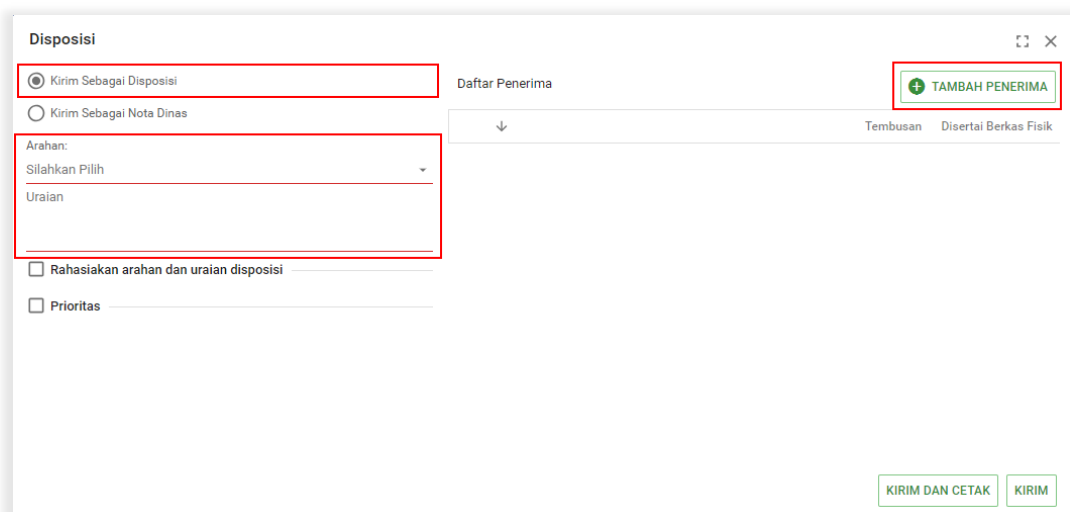 Disposisi
Kirim Sebagai Disposisi
Kirim Sebagai Nota Dinas
Arahan:
Silahkan Pilih
Uraian
Rahasiakan arahan dan uraian disposisi
Prioritas
Daftar Penerima
TAMBAH PENERIMA
Tembusan Disertai Berkas Fisik
KIRIM DAN CETAK KIRIM